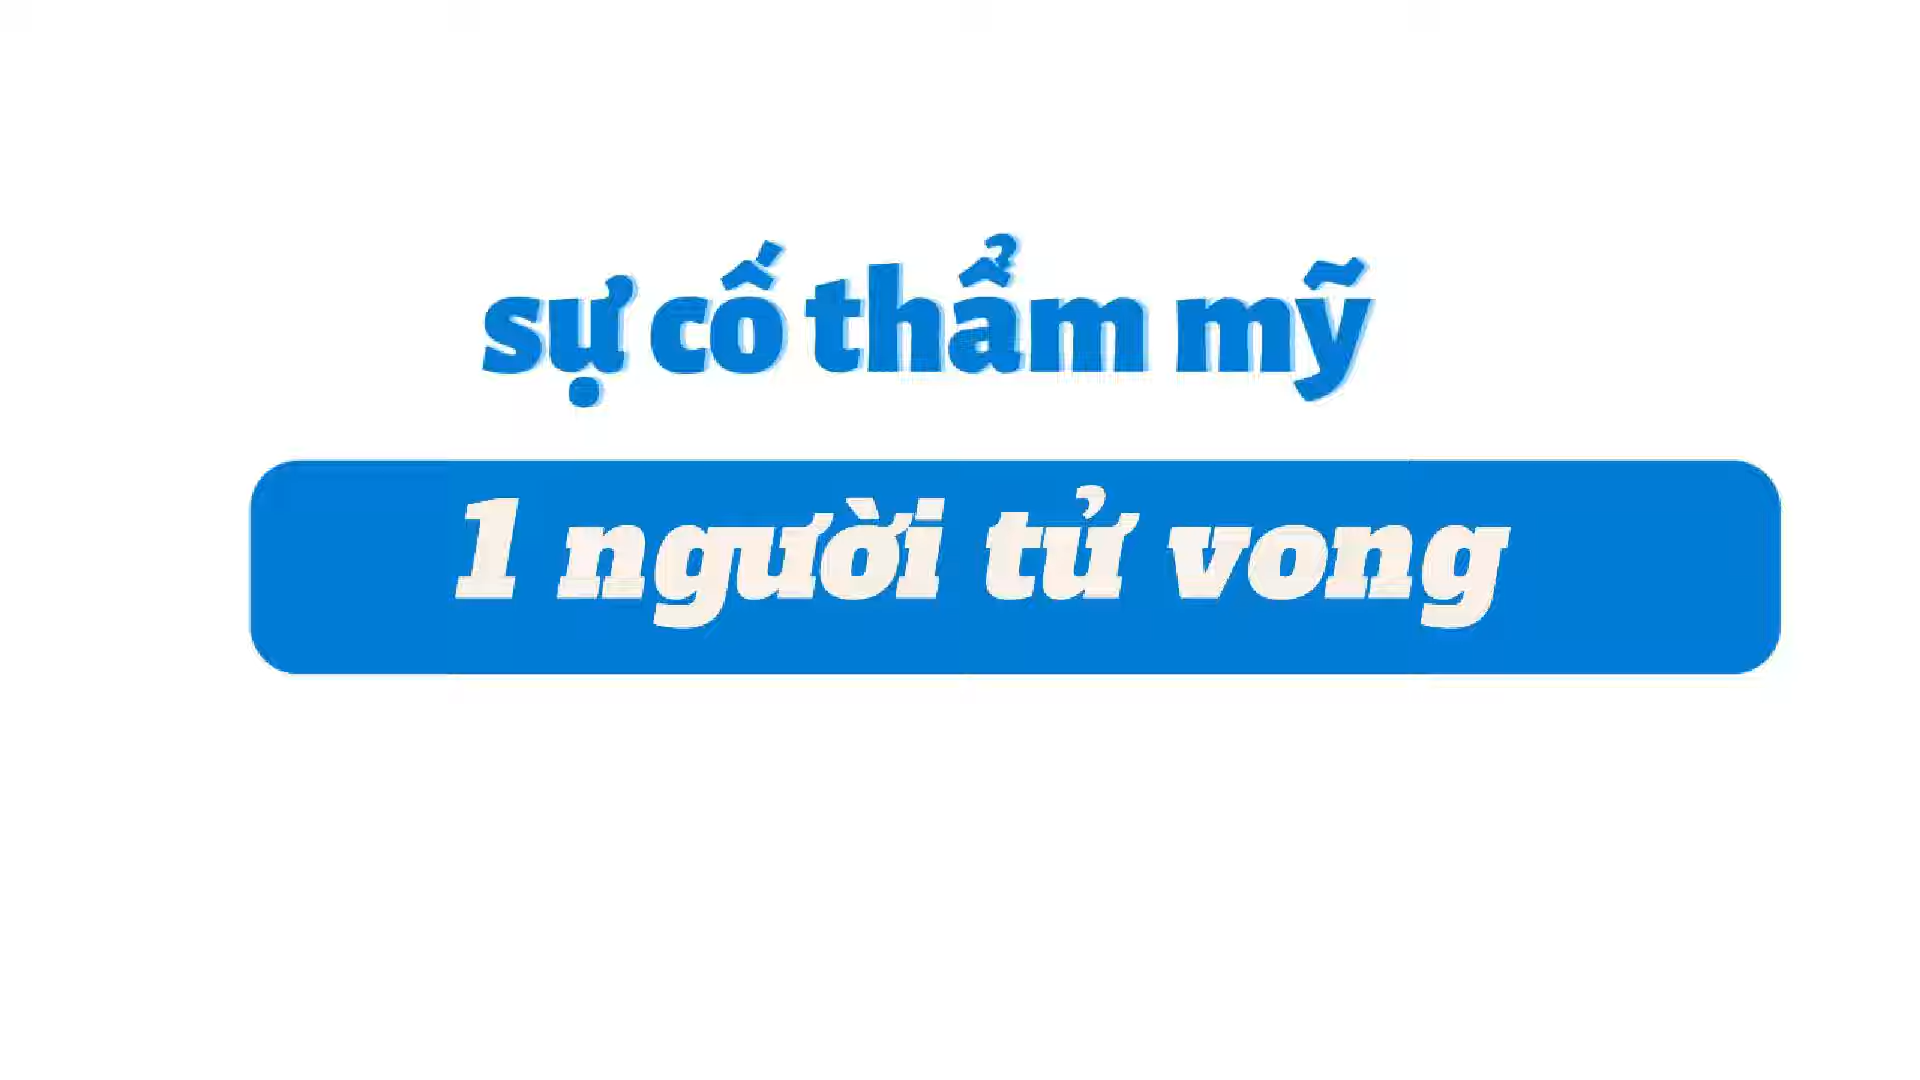 sự cố thẩm mỹ
1 người tử vong